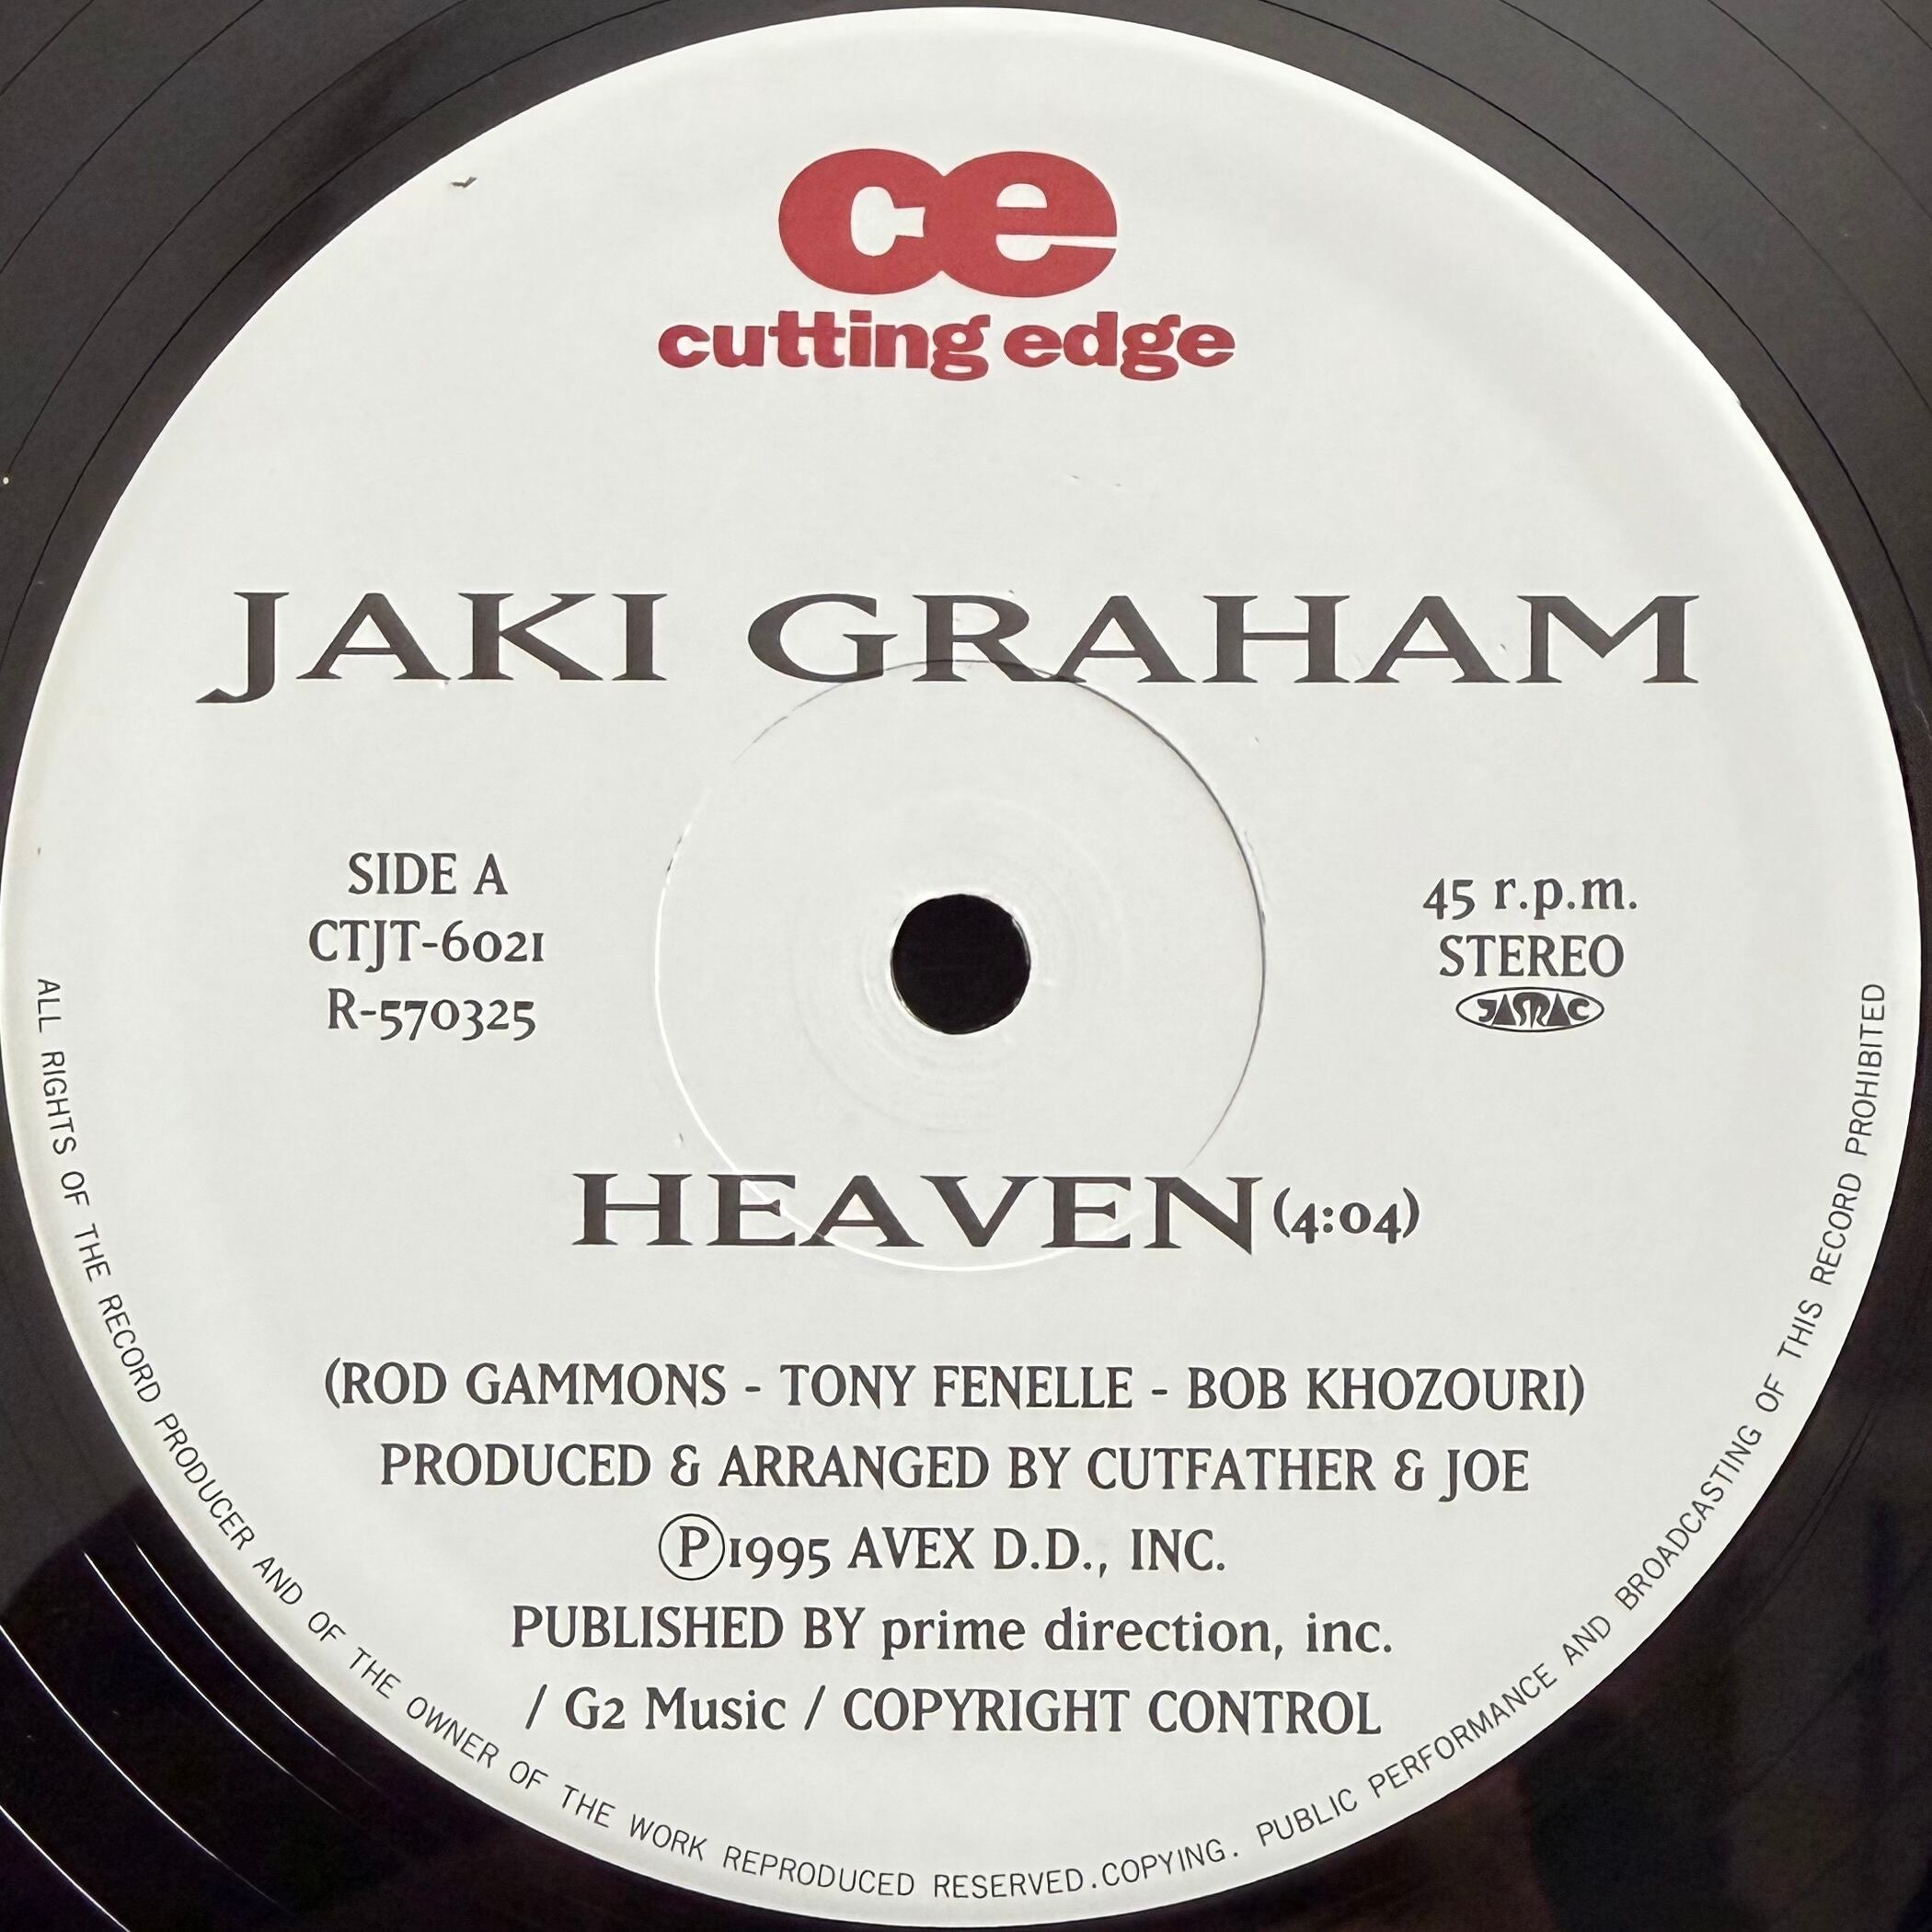 ce
cutting edge
JAKI GRAHAM
SIDE A
CTJT-6021
R-570325
45 r.p.m.
STEREO
JASRAC
HEAVEN (4:04)
(ROD GAMMONS - TONY FENELLE - BOB KHOZOURI)
PRODUCED & ARRANGED BY CUTFATHER & JOE
Ⓟ1995 AVEX D.D., INC.
PUBLISHED BY prime direction, inc.
/ G2 Music / COPYRIGHT CONTROL
ALL RIGHTS OF THE RECORD PRODUCER AND OF THE OWNER OF THE WORK REPRODUCED RESERVED. COPYING. PUBLIC PERFORMANCE AND BROADCASTING OF THIS RECORD PROHIBITED